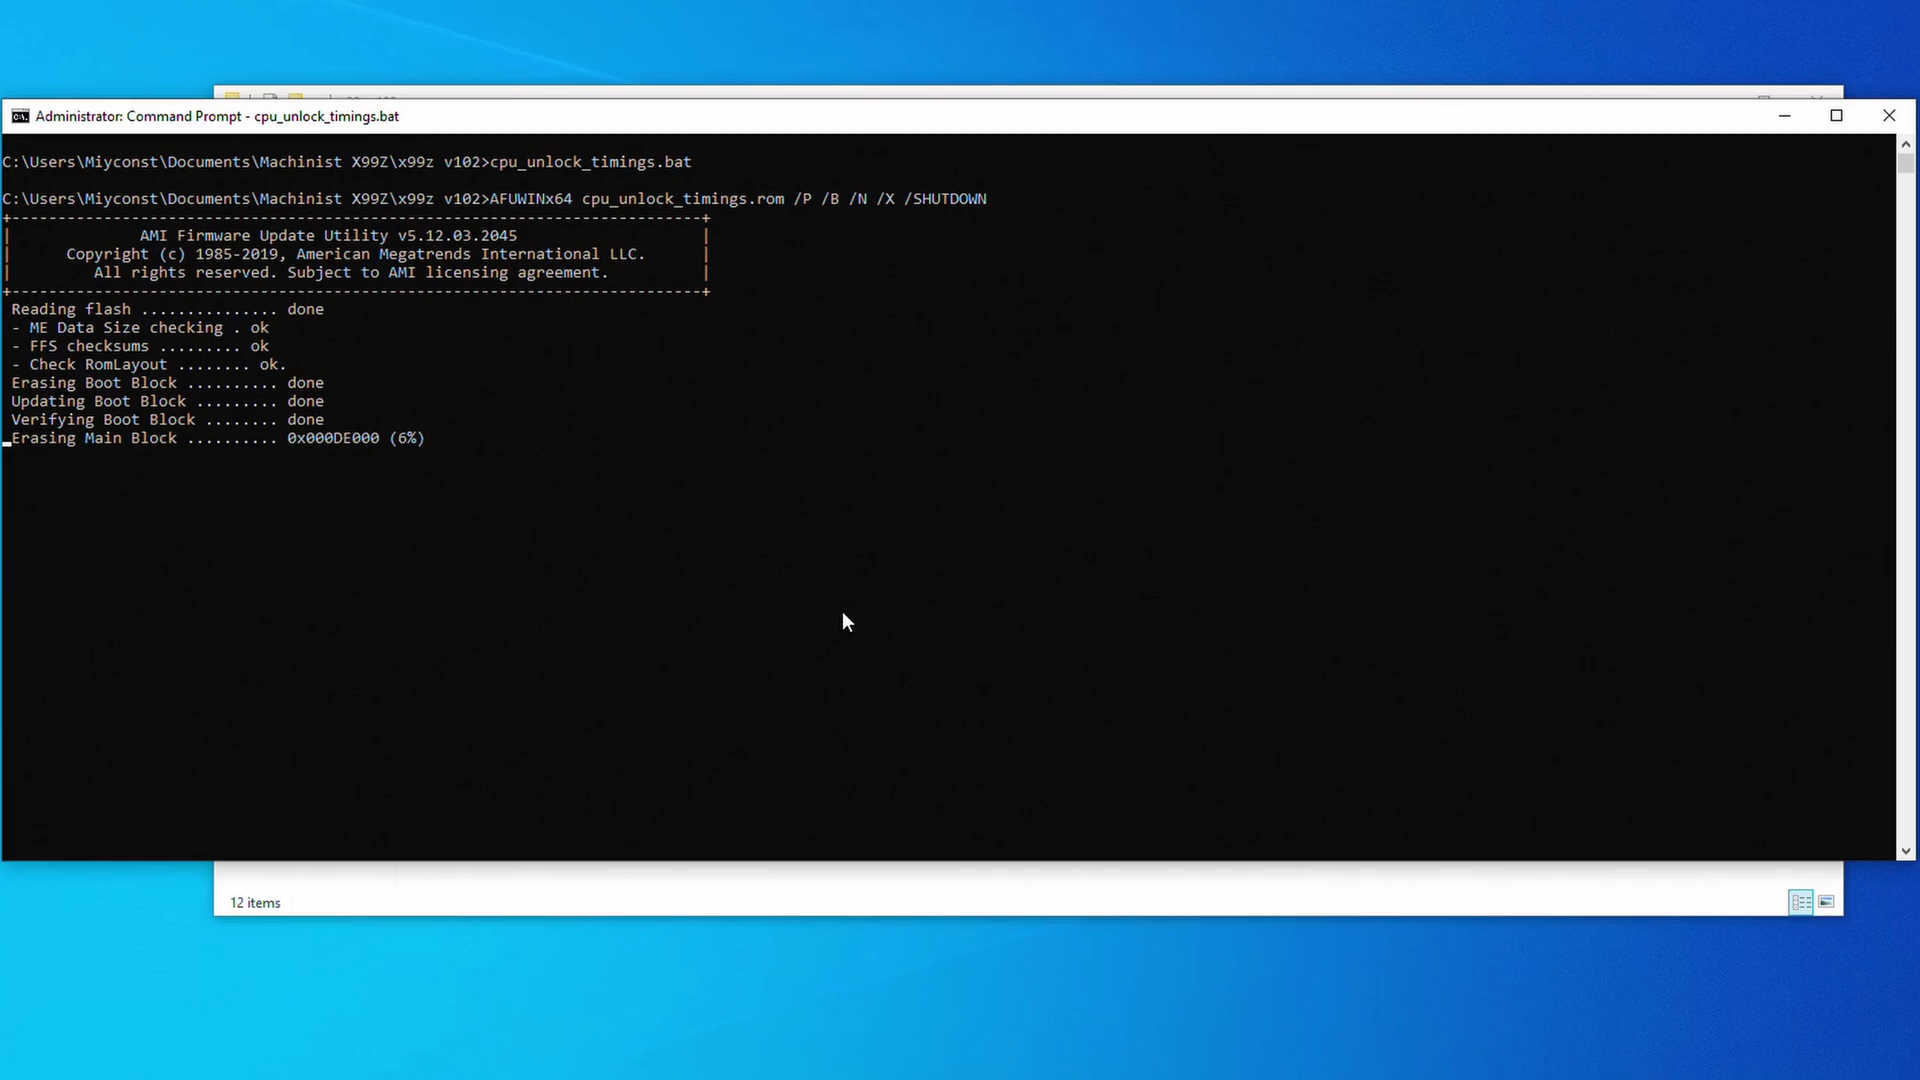 Administrator: Command Prompt - cpu_unlock_timings.bat
C:\Users\Miyconst\Documents\Machinist X99Z\x99z v102>cpu_unlock_timings.bat
C:\Users\Miyconst\Documents\Machinist X99Z\x99z v102>AFUWINx64 cpu_unlock_timings.rom /P /B /N /X /SHUTDOWN
+---------------------------------------------------------------------------+
| AMI Firmware Update Utility v5.12.03.2045 |
| Copyright (c) 1985-2019, American Megatrends International LLC. |
| All rights reserved. Subject to AMI licensing agreement. |
+---------------------------------------------------------------------------+
Reading flash ............... done
- ME Data Size checking . ok
- FFS checksums ......... ok
- Check RomLayout ........ ok.
Erasing Boot Block .......... done
Updating Boot Block ......... done
Verifying Boot Block ........ done
Erasing Main Block .......... 0x000DE000 (6%)
12 items